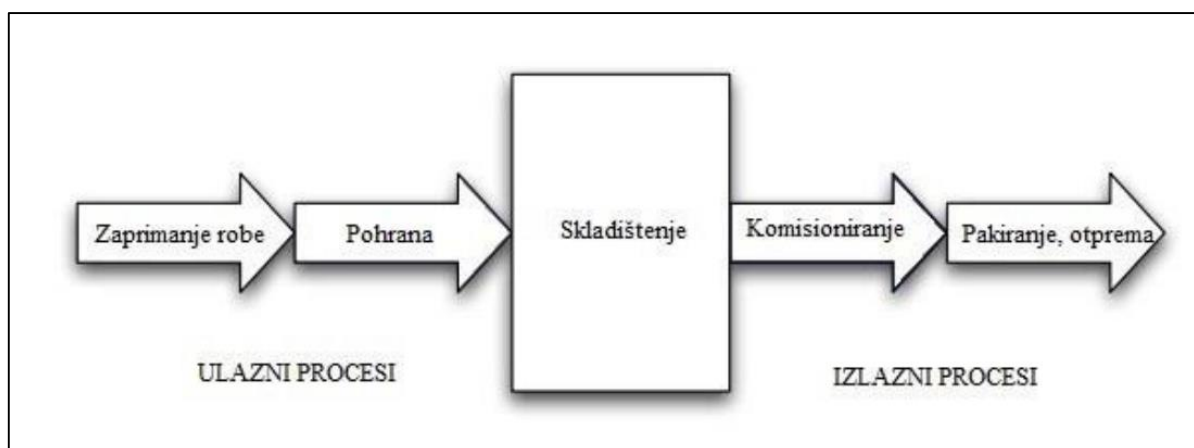 Zaprimanje robe
Pohrana
Skladištenje
Komisioniranje
Pakiranje, otprema
ULAZNI PROCESI
IZLAZNI PROCESI